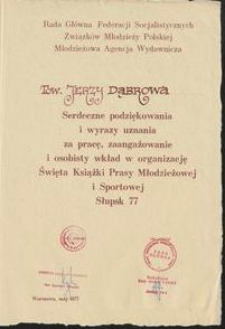 Rada Główna Federacji Socjalistycznych
Związków Młodzieży Polskiej
Młodzieżowa Agencja Wydawnicza
Tow. JERZY DĄBROWA
Serdeczne podziękowania
i wyrazy uznania
za pracę, zaangażowanie
i osobisty wkład w organizację
Święta Książki Prasy Młodzieżowej
i Sportowej
Słupsk 77
Warszawa, maj 1977